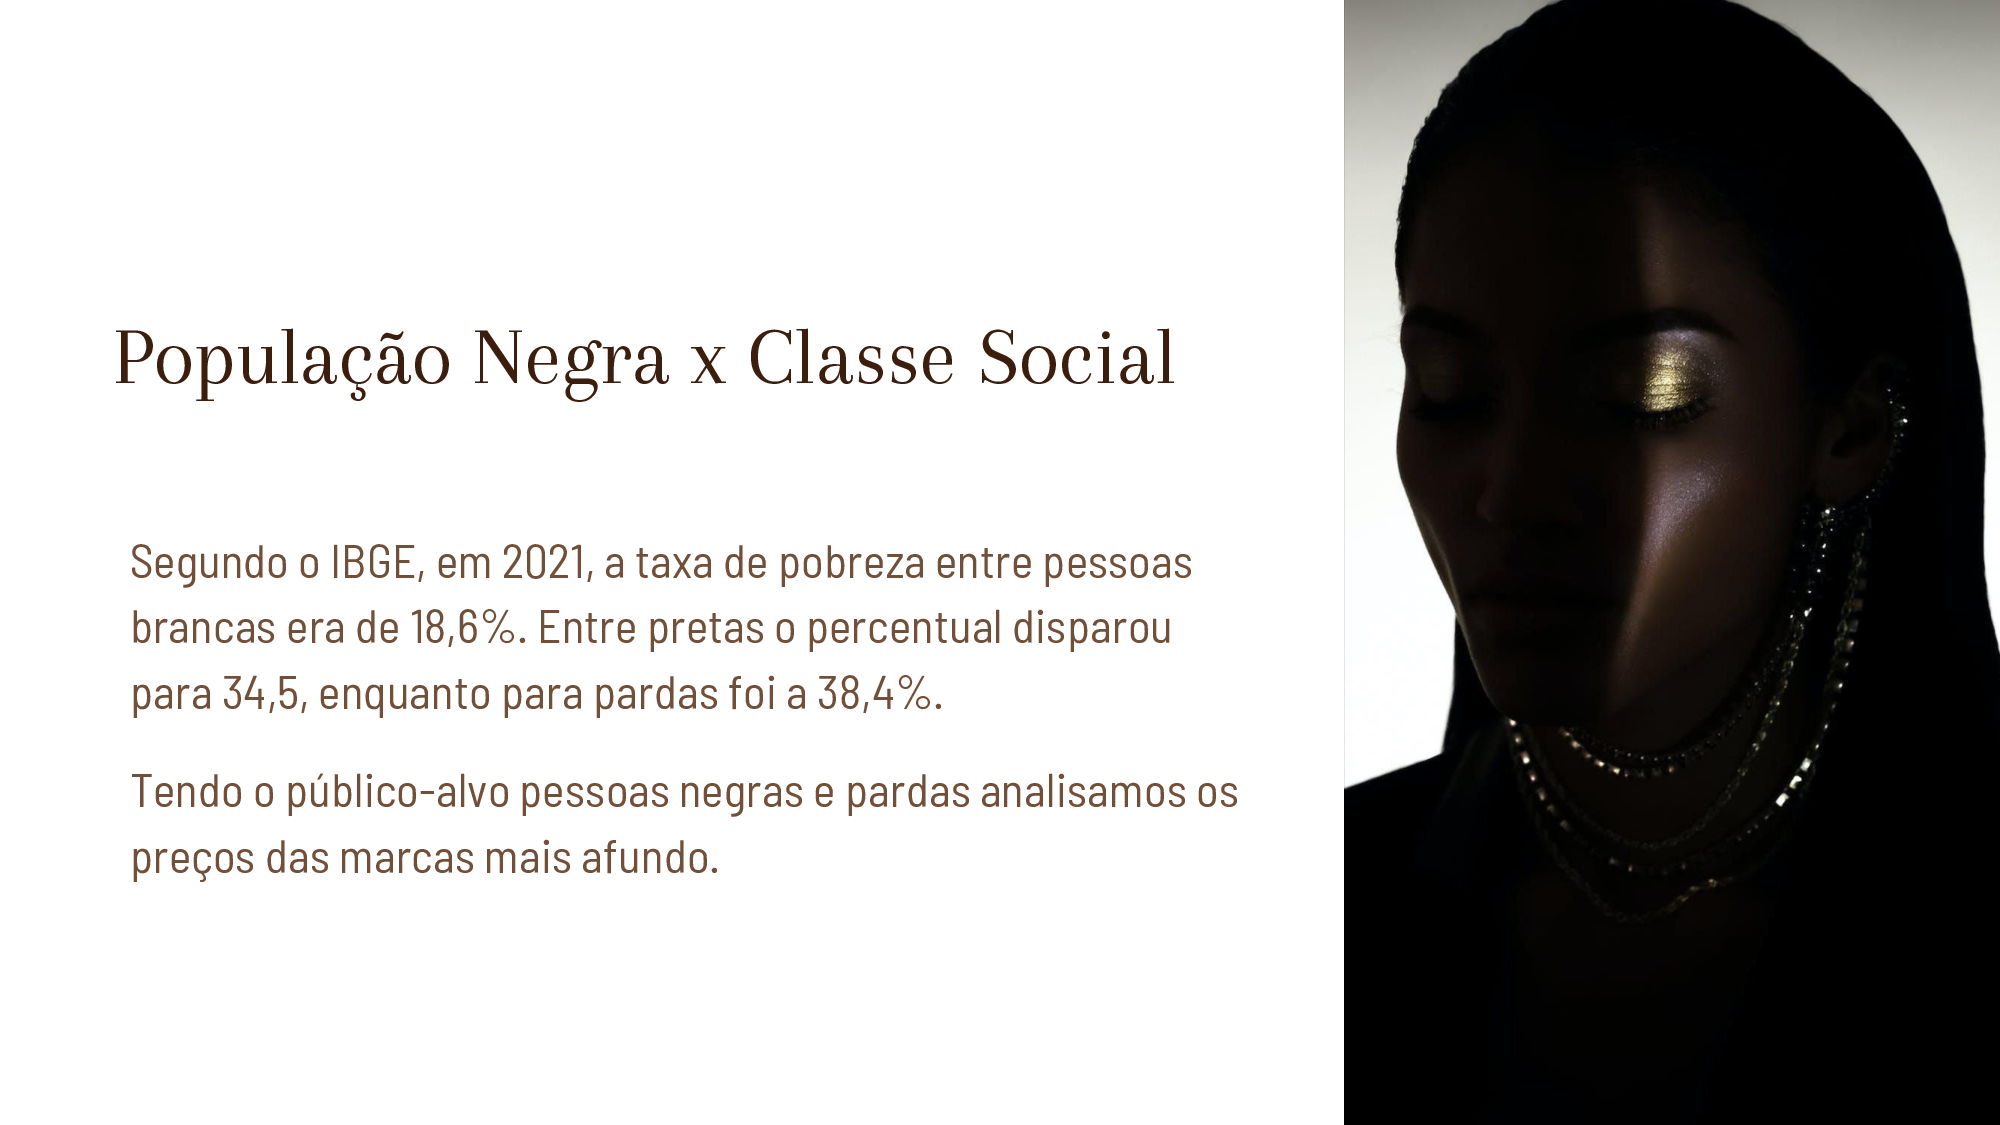 População Negra x Classe Social
Segundo o IBGE, em 2021, a taxa de pobreza entre pessoas
brancas era de 18,6%. Entre pretas o percentual disparou
para 34,5, enquanto para pardas foi a 38,4%.
Tendo o público-alvo pessoas negras e pardas analisamos os
preços das marcas mais afundo.